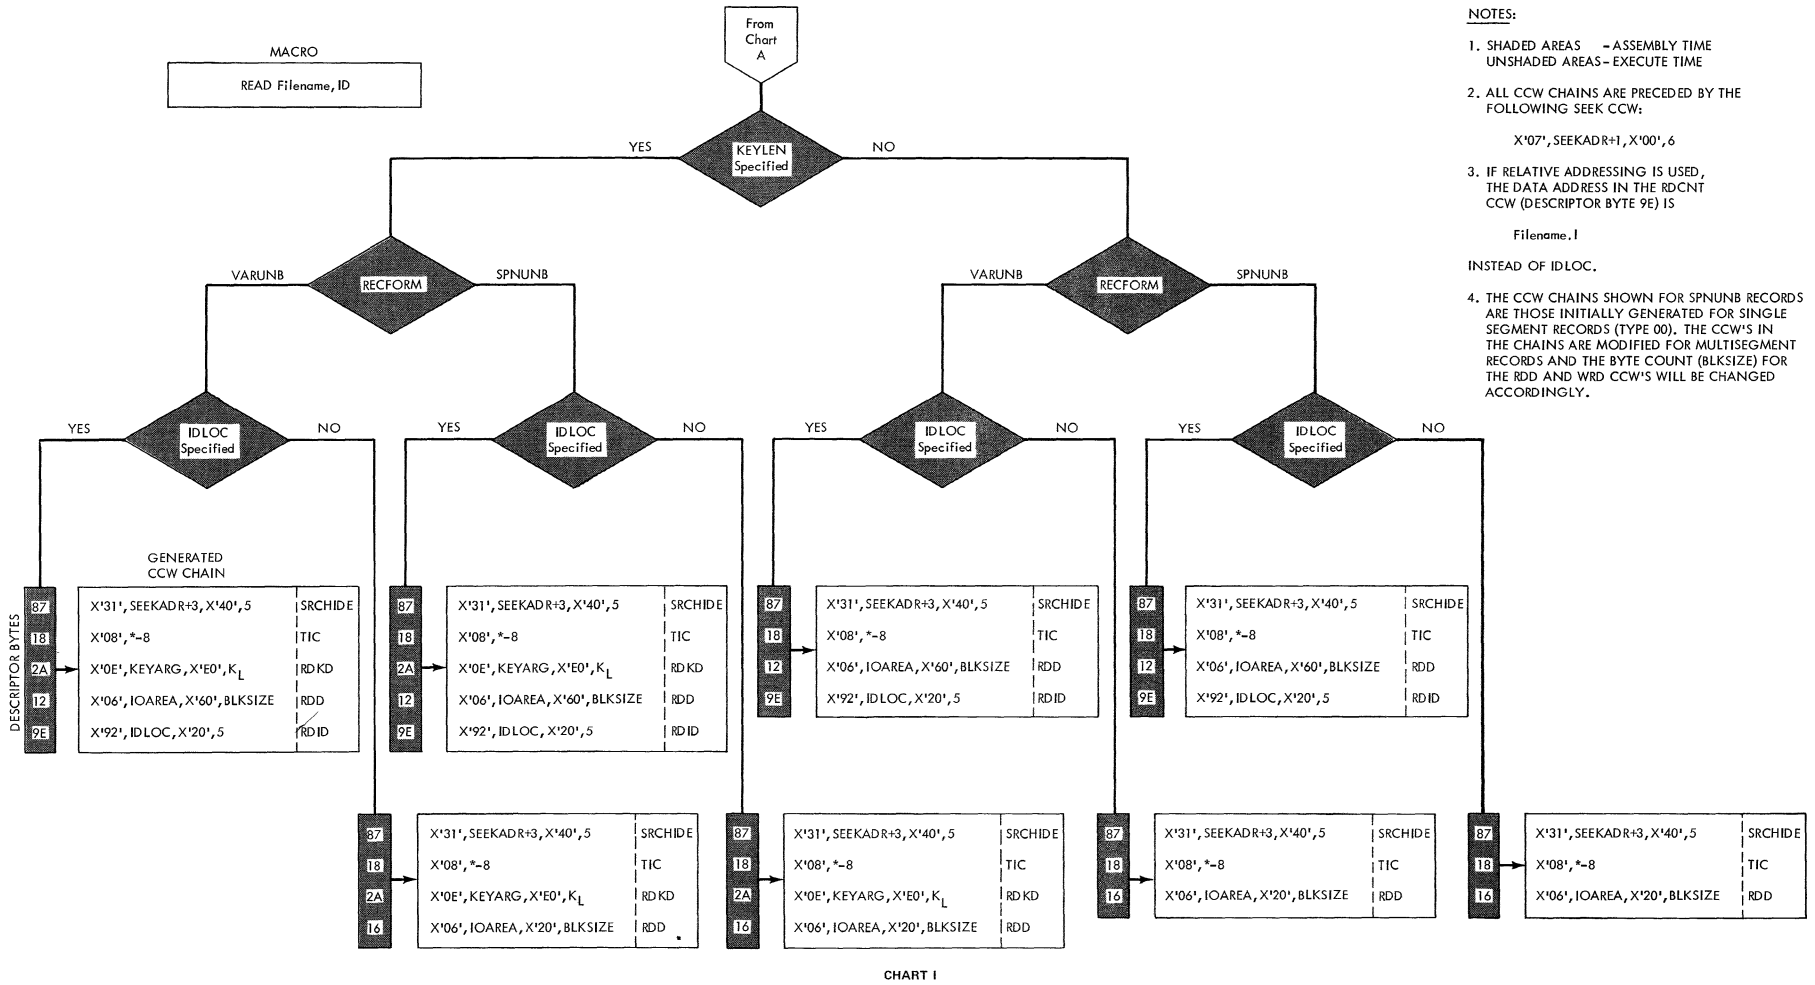 MACRO
READ Filename, ID
From
Chart
A
KEYLEN
Specified
YES
NO
RECFORM
VARUNB
SPNUNB
RECFORM
VARUNB
SPNUNB
IDLOC
Specified
YES
NO
IDLOC
Specified
YES
NO
IDLOC
Specified
YES
NO
IDLOC
Specified
YES
NO
GENERATED
CCW CHAIN
DESCRIPTOR BYTES
87 X'31', SEEKADR+3, X'40', 5 SRCHIDE
18 X'08', *-8 TIC
2A X'0E', KEYARG, X'E0', KL RDKD
12 X'06', IOAREA, X'60', BLKSIZE RDD
9E X'92', IDLOC, X'20', 5 RDID
87 X'31', SEEKADR+3, X'40', 5 SRCHIDE
18 X'08', *-8 TIC
2A X'0E', KEYARG, X'E0', KL RDKD
12 X'06', IOAREA, X'60', BLKSIZE RDD
9E X'92', IDLOC, X'20', 5 RDID
87 X'31', SEEKADR+3, X'40', 5 SRCHIDE
18 X'08', *-8 TIC
12 X'06', IOAREA, X'60', BLKSIZE RDD
9E X'92', IDLOC, X'20', 5 RDID
87 X'31', SEEKADR+3, X'40', 5 SRCHIDE
18 X'08', *-8 TIC
12 X'06', IOAREA, X'60', BLKSIZE RDD
9E X'92', IDLOC, X'20', 5 RDID
87 X'31', SEEKADR+3, X'40', 5 SRCHIDE
18 X'08', *-8 TIC
2A X'0E', KEYARG, X'E0', KL RDKD
16 X'06', IOAREA, X'20', BLKSIZE RDD
87 X'31', SEEKADR+3, X'40', 5 SRCHIDE
18 X'08', *-8 TIC
2A X'0E', KEYARG, X'E0', KL RDKD
16 X'06', IOAREA, X'20', BLKSIZE RDD
87 X'31', SEEKADR+3, X'40', 5 SRCHIDE
18 X'08', *-8 TIC
16 X'06', IOAREA, X'20', BLKSIZE RDD
87 X'31', SEEKADR+3, X'40', 5 SRCHIDE
18 X'08', *-8 TIC
16 X'06', IOAREA, X'20', BLKSIZE RDD
NOTES:
1. SHADED AREAS - ASSEMBLY TIME
UNSHADED AREAS - EXECUTE TIME
2. ALL CCW CHAINS ARE PRECEDED BY THE
FOLLOWING SEEK CCW:
X'07', SEEKADR+1, X'00', 6
3. IF RELATIVE ADDRESSING IS USED,
THE DATA ADDRESS IN THE RDCNT
CCW (DESCRIPTOR BYTE 9E) IS
Filename.I
INSTEAD OF IDLOC.
4. THE CCW CHAINS SHOWN FOR SPNUNB RECORDS
ARE THOSE INITIALLY GENERATED FOR SINGLE
SEGMENT RECORDS (TYPE 00). THE CCW'S IN
THE CHAINS ARE MODIFIED FOR MULTISEGMENT
RECORDS AND THE BYTE COUNT (BLKSIZE) FOR
THE RDD AND WRD CCW'S WILL BE CHANGED
ACCORDINGLY.
CHART I